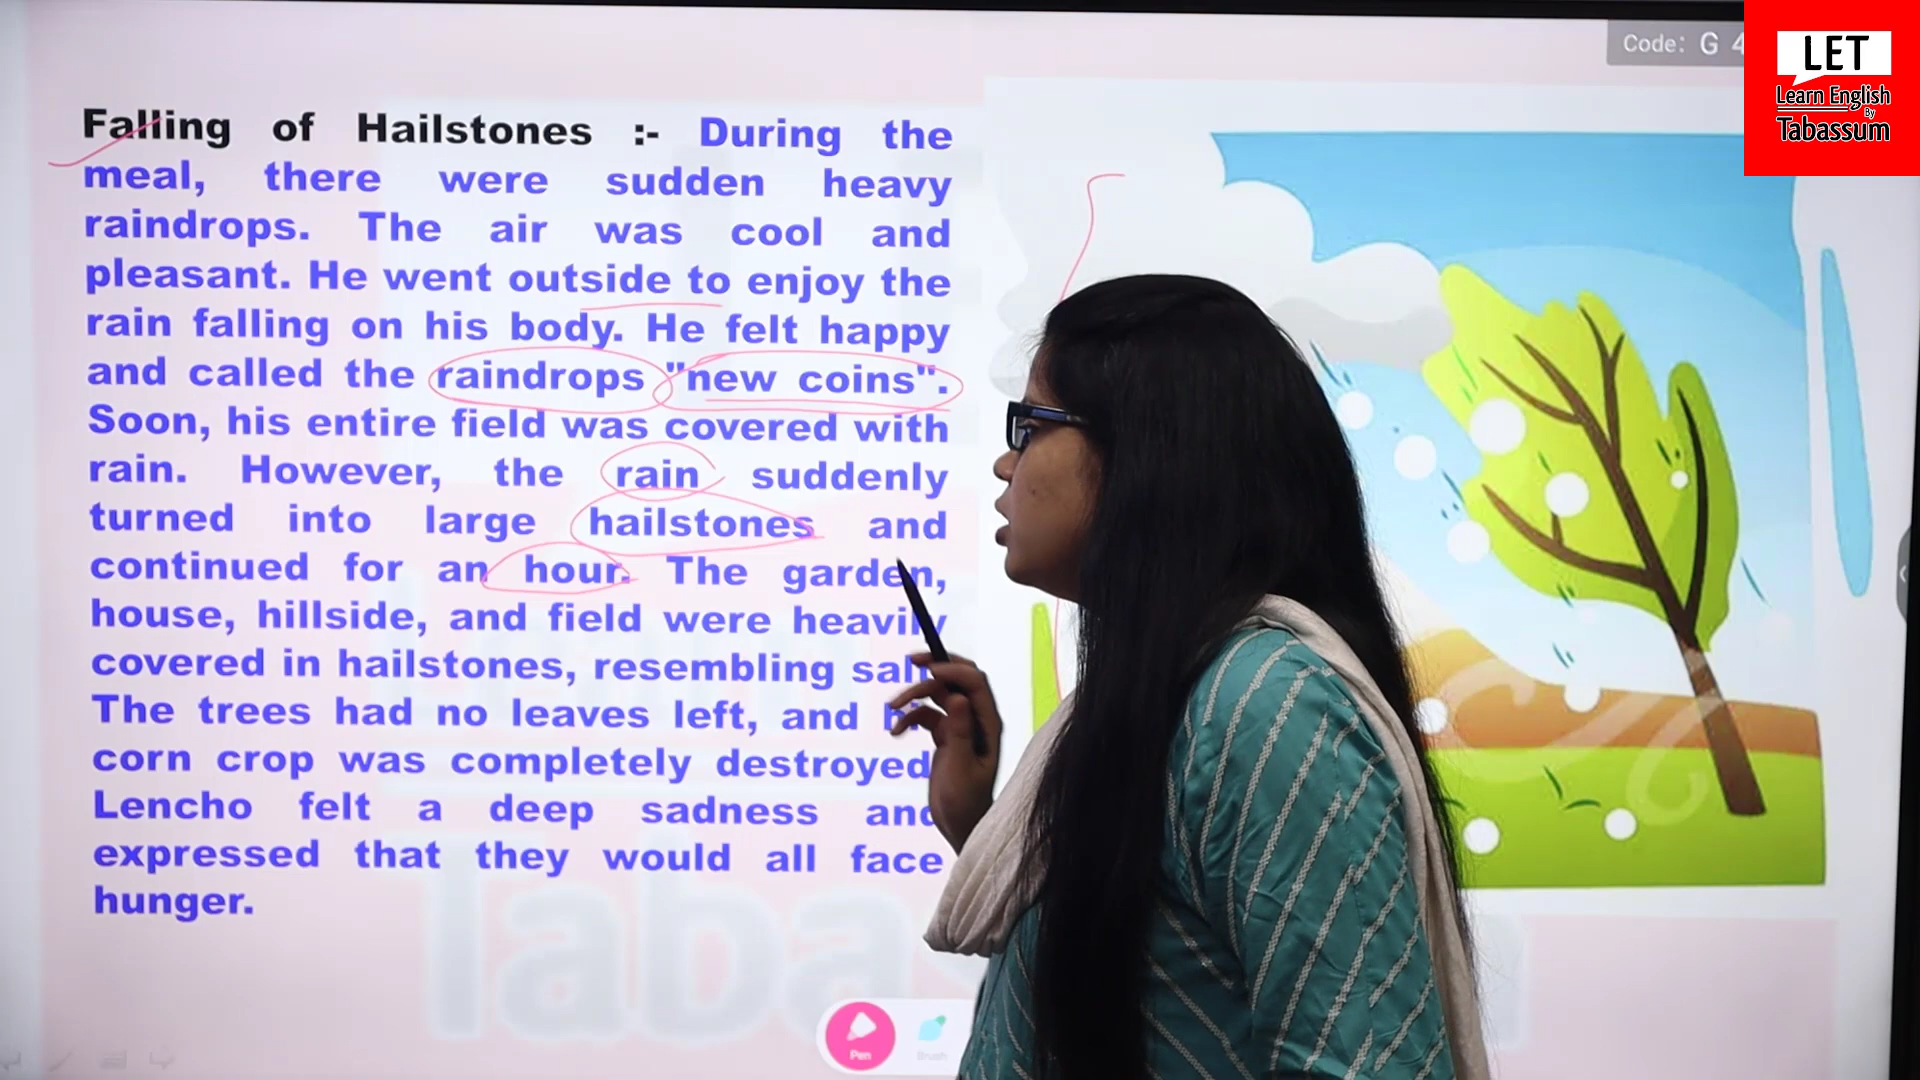 Code: G 4
LET
Learn English
By
Tabassum
Falling of Hailstones :- During the
meal, there were sudden heavy
raindrops. The air was cool and
pleasant. He went outside to enjoy the
rain falling on his body. He felt happy
and called the raindrops "new coins".
Soon, his entire field was covered with
rain. However, the rain suddenly
turned into large hailstones and
continued for an hour. The garden,
house, hillside, and field were heavily
covered in hailstones, resembling salt
The trees had no leaves left, and
corn crop was completely destroyed
Lencho felt a deep sadness and
expressed that they would all face
hunger.
Pen
Brush